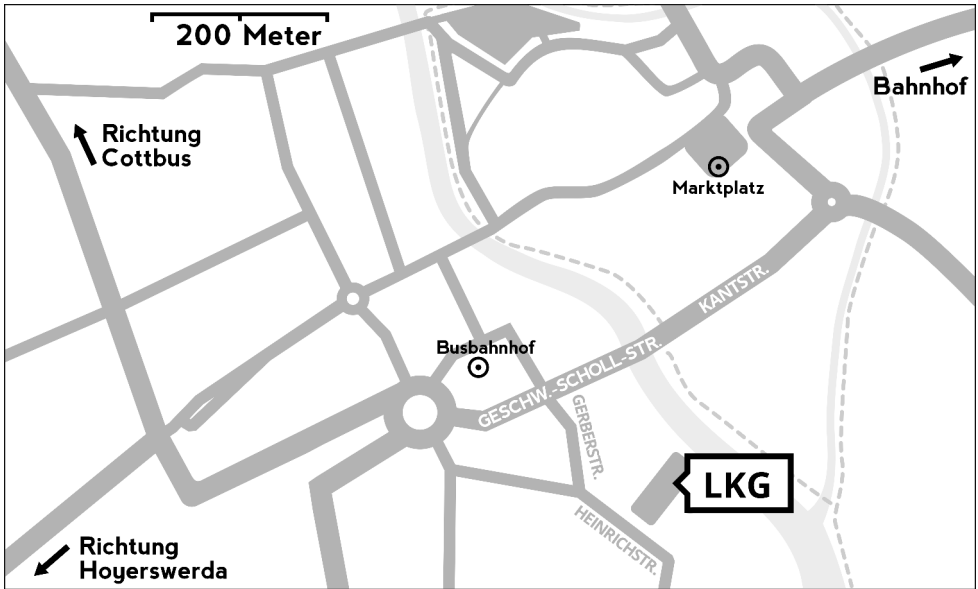 200 Meter
Bahnhof
Richtung
Cottbus
Marktplatz
KANTSTR.
Busbahnhof
GESCHW.-SCHOLL-STR.
GERBERSTR.
LKG
HEINRICHSTR.
Richtung
Hoyerswerda